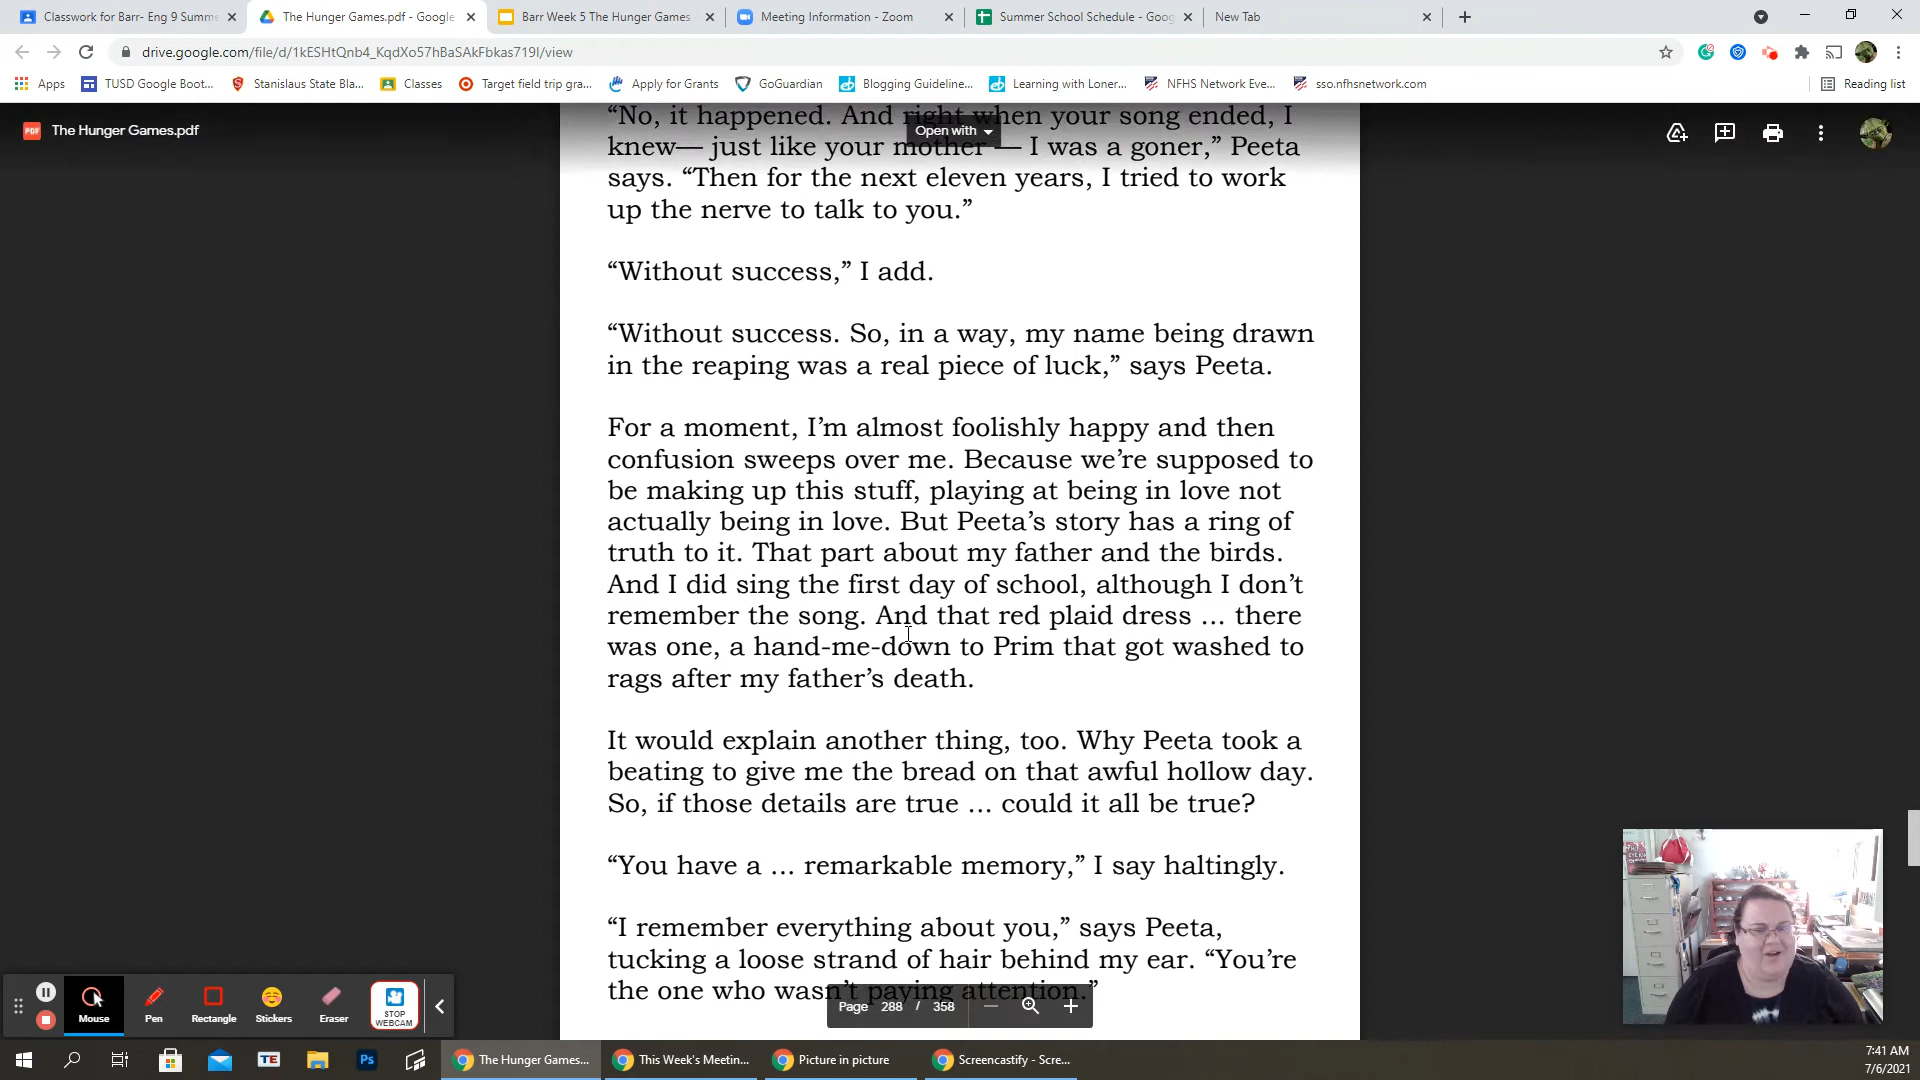 Classwork for Barr- Eng 9 Summe
The Hunger Games.pdf - Google
Barr Week 5 The Hunger Games
Meeting Information - Zoom
Summer School Schedule - Goog
New Tab
drive.google.com/file/d/1kESHtQnb4_KqdXo57hBaSAkFbkas719I/view
Apps
TUSD Google Boot...
Stanislaus State Bla...
Classes
Target field trip gra...
Apply for Grants
GoGuardian
Blogging Guideline...
Learning with Loner...
NFHS Network Eve...
sso.nfhsnetwork.com
Reading list
PDF
The Hunger Games.pdf
Open with
“No, it happened. And right when your song ended, I
knew— just like your mother — I was a goner,” Peeta
says. “Then for the next eleven years, I tried to work
up the nerve to talk to you.”
“Without success,” I add.
“Without success. So, in a way, my name being drawn
in the reaping was a real piece of luck,” says Peeta.
For a moment, I’m almost foolishly happy and then
confusion sweeps over me. Because we’re supposed to
be making up this stuff, playing at being in love not
actually being in love. But Peeta’s story has a ring of
truth to it. That part about my father and the birds.
And I did sing the first day of school, although I don’t
remember the song. And that red plaid dress ... there
was one, a hand-me-down to Prim that got washed to
rags after my father’s death.
It would explain another thing, too. Why Peeta took a
beating to give me the bread on that awful hollow day.
So, if those details are true ... could it all be true?
“You have a ... remarkable memory,” I say haltingly.
“I remember everything about you,” says Peeta,
tucking a loose strand of hair behind my ear. “You’re
the one who wasn’t paying attention.”
Page 288 / 358
Mouse
Pen
Rectangle
Stickers
Eraser
STOP
WEBCAM
TE
Ps
The Hunger Games...
This Week's Meetin...
Picture in picture
Screencastify - Scre...
7:41 AM
7/6/2021